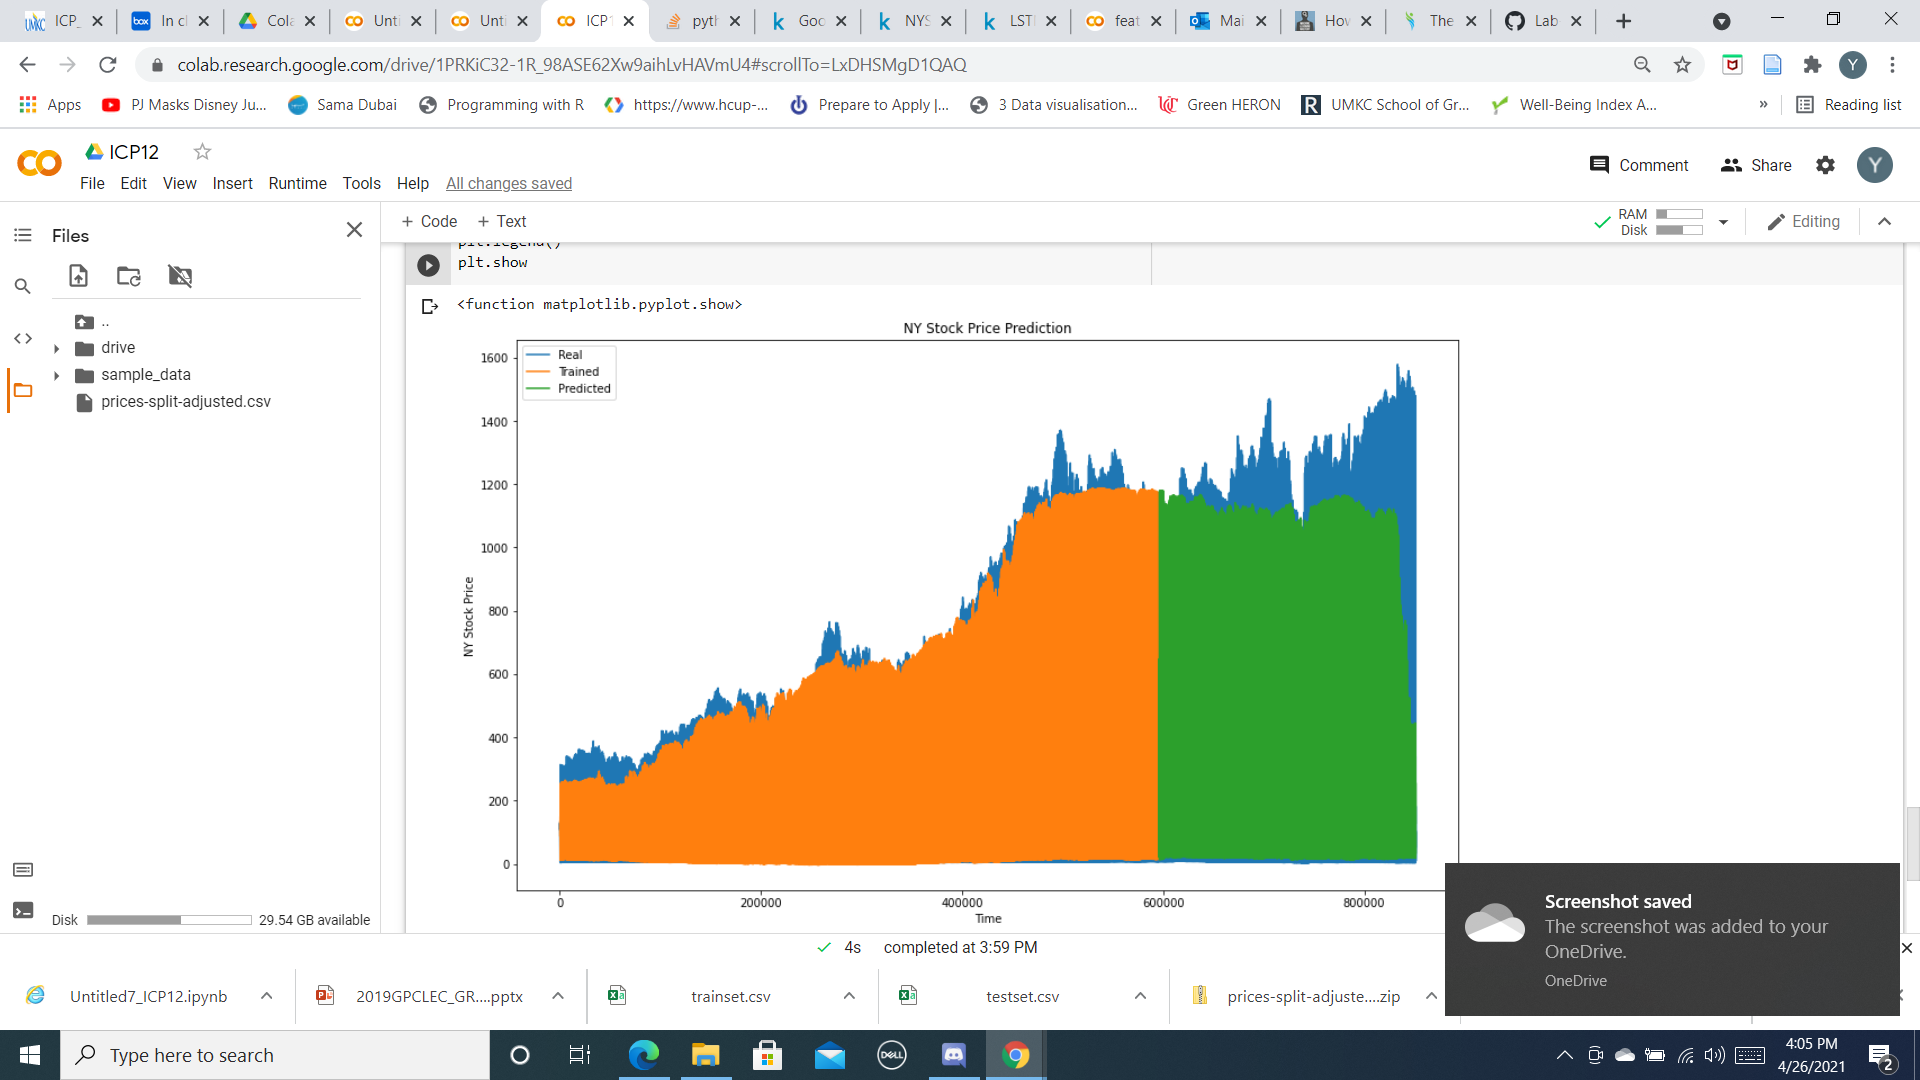 ICP_
In cl
Cola
Unti
Unti
ICP1
pyth
Goo
NYS
LSTM
feat
Mai
How
The
Lab
colab.research.google.com/drive/1PRKiC32-1R_98ASE62Xw9aihLvHAVmU4#scrollTo=LxDHSMgD1QAQ
Y
Apps
PJ Masks Disney Ju...
Sama Dubai
Programming with R
https://www.hcup-...
Prepare to Apply |...
3 Data visualisation...
Green HERON
UMKC School of Gr...
Well-Being Index A...
»
Reading list
ICP12
Comment
Share
Y
File Edit View Insert Runtime Tools Help All changes saved
Files
+ Code + Text
RAM
Disk
Editing
plt.legend()
plt.show
<function matplotlib.pyplot.show>
..
drive
sample_data
prices-split-adjusted.csv
NY Stock Price Prediction
Real
Trained
Predicted
1600
1400
1200
1000
800
600
400
200
0
NY Stock Price
0 200000 400000 600000 800000
Time
Disk 29.54 GB available
4s completed at 3:59 PM
Screenshot saved
The screenshot was added to your
OneDrive.
OneDrive
Untitled7_ICP12.ipynb
2019GPCLEC_GR....pptx
trainset.csv
testset.csv
prices-split-adjuste....zip
Type here to search
DELL
4:05 PM
4/26/2021
2